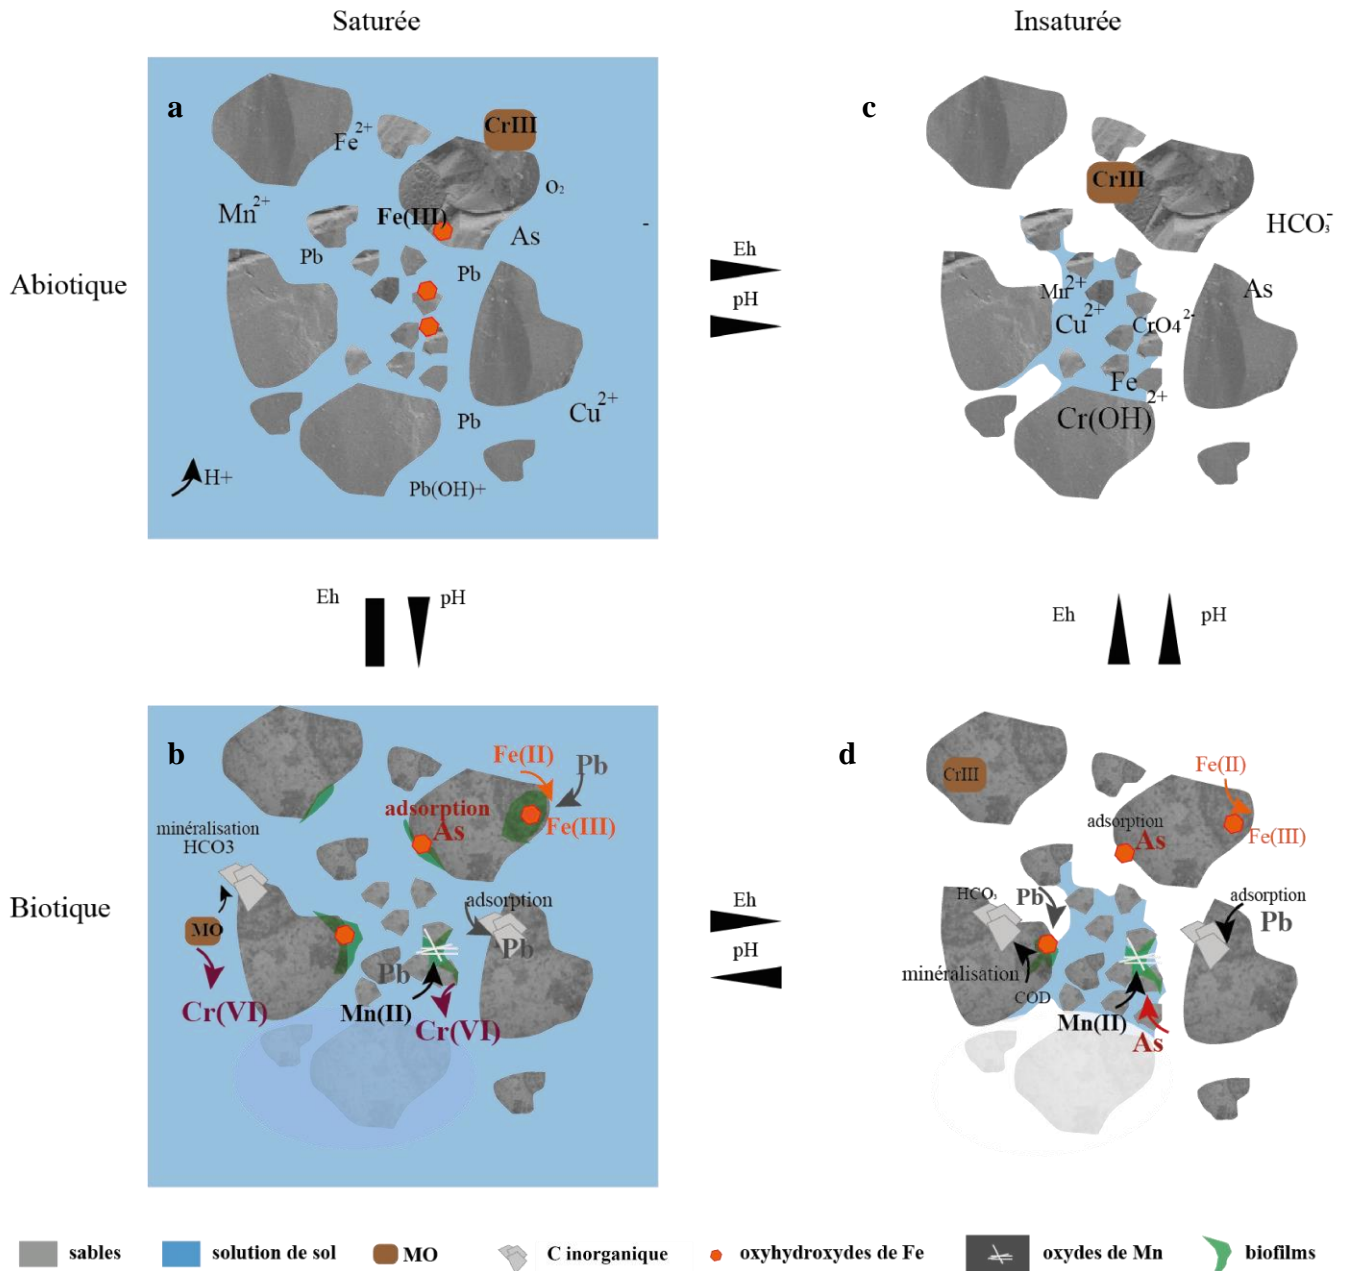 Saturée
Insaturée
Abiotique
Biotique
a
Fe2+
CrIII
O2
Mn2+
Fe(III)
As
-
Pb
Pb
Cu2+
Pb
H+
Pb(OH)+
Eh
pH
c
CrIII
HCO3-
As
Mn2+
Cu2+
CrO42-
Fe
Cr(OH)2+
Eh
pH
Eh
pH
b
Fe(II)
Pb
adsorption
As
Fe(III)
minéralisation
HCO3
MO
adsorption
Pb
Pb
Cr(VI)
Mn(II)
Cr(VI)
Eh
pH
d
CrIII
Fe(II)
adsorption
As
Fe(III)
HCO3
Pb
adsorption
Pb
minéralisation
COD
Mn(II)
As
sables
solution de sol
MO
C inorganique
oxyhydroxydes de Fe
oxydes de Mn
biofilms